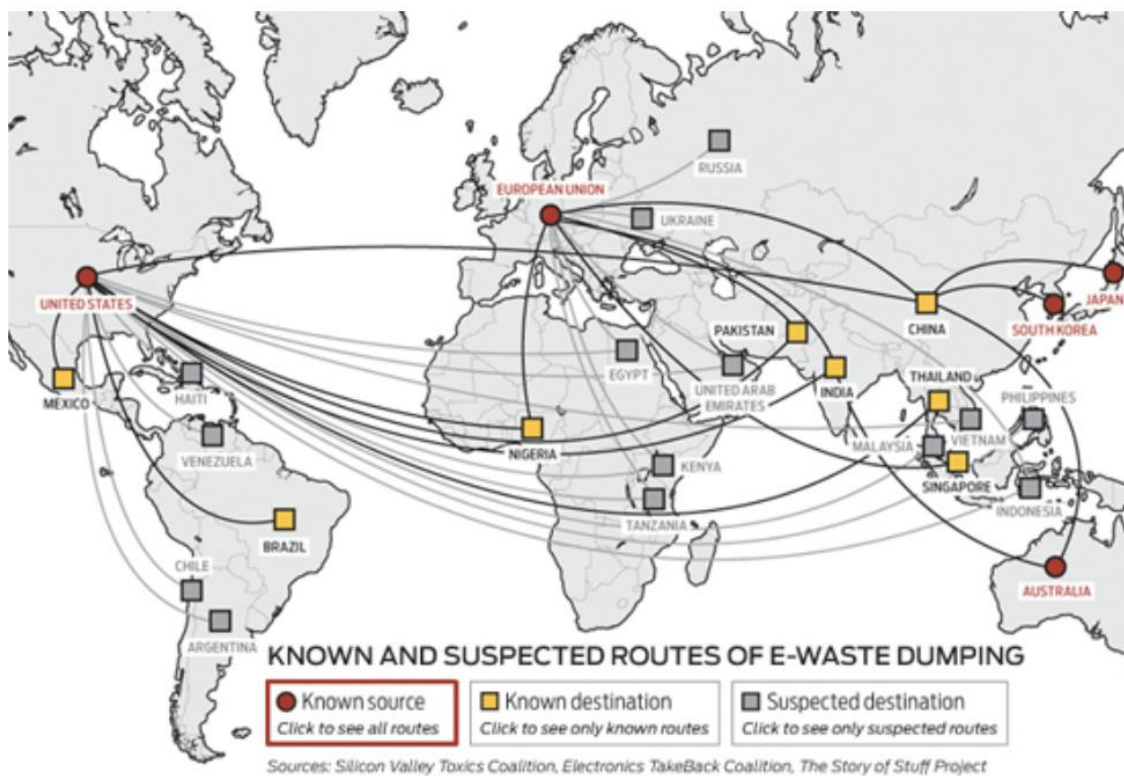 RUSSIA
EUROPEAN UNION
UKRAINE
UNITED STATES
JAPAN
SOUTH KOREA
CHINA
PAKISTAN
EGYPT
UNITED ARAB
EMIRATES
INDIA
THAILAND
PHILIPPINES
MEXICO
HAITI
VENEZUELA
NIGERIA
KENYA
MALAYSIA
VIETNAM
SINGAPORE
INDONESIA
TANZANIA
BRAZIL
CHILE
AUSTRALIA
ARGENTINA
KNOWN AND SUSPECTED ROUTES OF E-WASTE DUMPING
Known source
Click to see all routes
Known destination
Click to see only known routes
Suspected destination
Click to see only suspected routes
Sources: Silicon Valley Toxics Coalition, Electronics TakeBack Coalition, The Story of Stuff Project